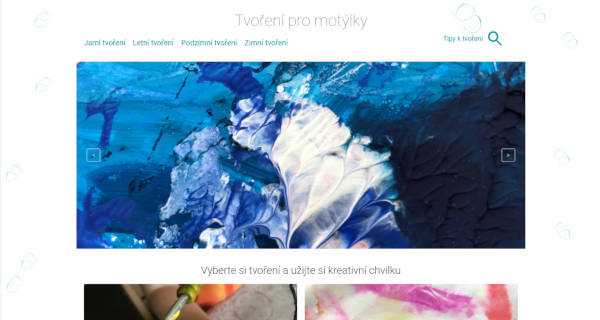 Tvoření pro motýlky
Tipy k tvoření
Jarní tvoření Letní tvoření Podzimní tvoření Zimní tvoření
Vyberte si tvoření a užijte si kreativní chvilku